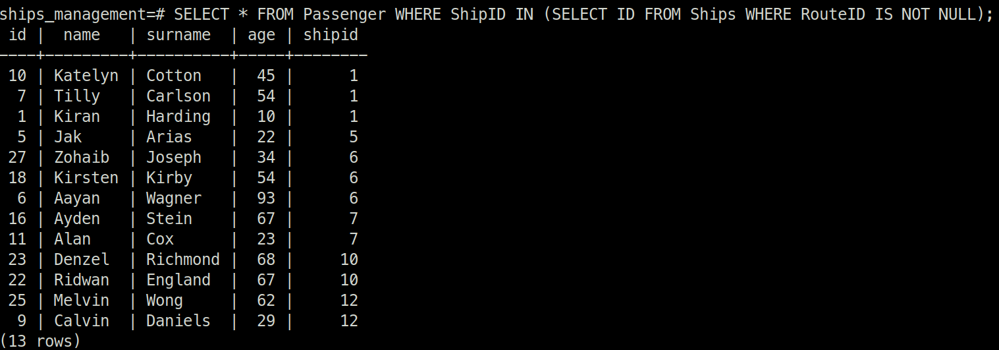 ships_management=# SELECT * FROM Passenger WHERE ShipID IN (SELECT ID FROM Ships WHERE RouteID IS NOT NULL);
 id |  name   | surname  | age | shipid
----+---------+----------+-----+--------
 10 | Katelyn | Cotton   |  45 |      1
  7 | Tilly   | Carlson  |  54 |      1
  1 | Kiran   | Harding  |  10 |      1
  5 | Jak     | Arias    |  22 |      5
 27 | Zohaib  | Joseph   |  34 |      6
 18 | Kirsten | Kirby    |  54 |      6
  6 | Aayan   | Wagner   |  93 |      6
 16 | Ayden   | Stein    |  67 |      7
 11 | Alan    | Cox      |  23 |      7
 23 | Denzel  | Richmond |  68 |     10
 22 | Ridwan  | England  |  67 |     10
 25 | Melvin  | Wong     |  62 |     12
  9 | Calvin  | Daniels  |  29 |     12
(13 rows)